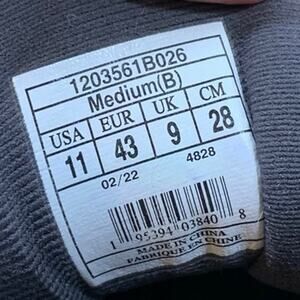 1203561B026
Medium(B)
USA EUR UK CM
11 43 9 28
02/22 4828
1 95394 03840 8
MADE IN CHINA
FABRIQUE EN CHINE